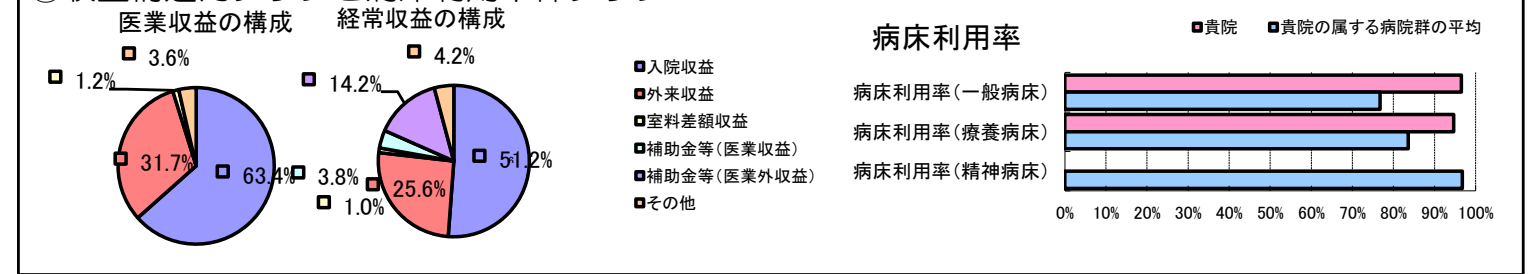 医業収益の構成
経常収益の構成
3.6%
1.2%
31.7%
63.4%
4.2%
14.2%
3.8%
1.0%
25.6%
51.2%
入院収益
外来収益
室料差額収益
補助金等(医業収益)
補助金等(医業外収益)
その他
病床利用率
貴院
貴院の属する病院群の平均
病床利用率(一般病床)
病床利用率(療養病床)
病床利用率(精神病床)
0% 10% 20% 30% 40% 50% 60% 70% 80% 90% 100%